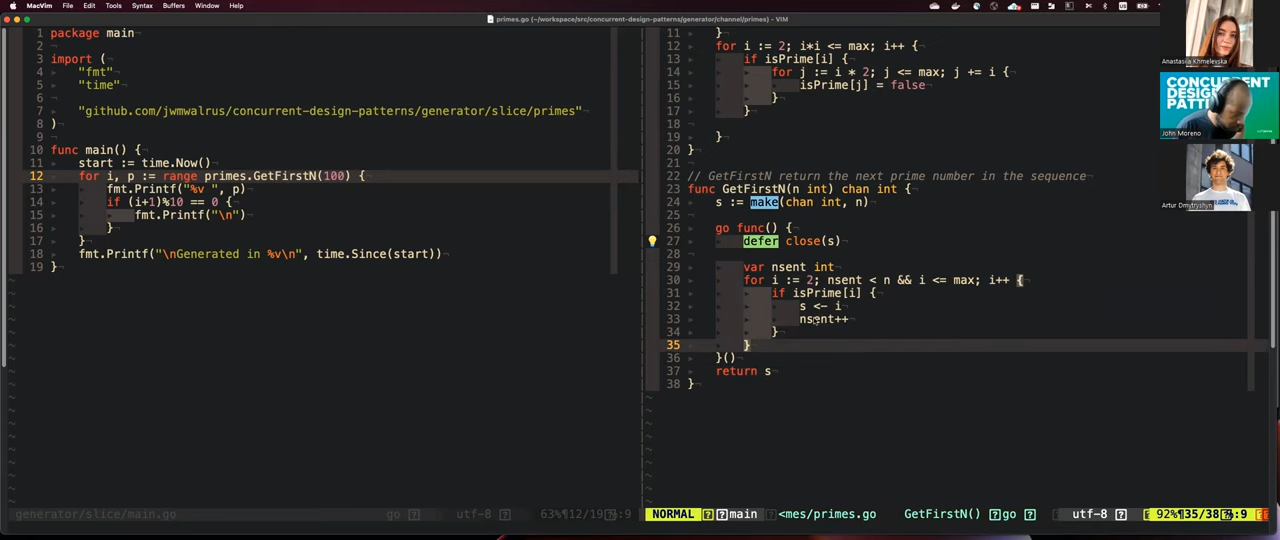 MacVim File Edit Tools Syntax Buffers Window Help
primes.go (~/workspace/src/concurrent-design-patterns/generator/channel/primes) - VIM
1 package main
2
3 import (
4 "fmt"
5 "time"
6
7 "github.com/jwmwalrus/concurrent-design-patterns/generator/slice/primes"
8 )
9
10 func main() {
11 start := time.Now()
12 for i, p := range primes.GetFirstN(100) {
13 fmt.Printf("%v ", p)
14 if (i+1)%10 == 0 {
15 fmt.Printf("\n")
16 }
17 }
18 fmt.Printf("\nGenerated in %v\n", time.Since(start))
19 }
generator/slice/main.go go utf-8 63% 12/19 :9
11 }
12 for i := 2; i*i <= max; i++ {
13 if isPrime[i] {
14 for j := i * 2; j <= max; j += i {
15 isPrime[j] = false
16 }
17 }
18
19 }
20 }
21
22 // GetFirstN return the next prime number in the sequence
23 func GetFirstN(n int) chan int {
24 s := make(chan int, n)
25
26 go func() {
27 defer close(s)
28
29 var nsent int
30 for i := 2; nsent < n && i <= max; i++ {
31 if isPrime[i] {
32 s <- i
33 nsent++
34 }
35 }
36 }()
37 return s
38 }
NORMAL main <mes/primes.go GetFirstN() go utf-8 92% 35/38 :9
Anastasiia Khmelevska
CONCURRENT
DESIGN
PATT
John Moreno
Artur Dmytryshyn